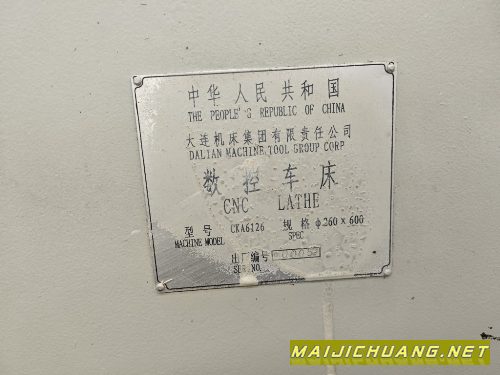 中华人民共和国
THE PEOPLE'S REPUBLIC OF CHINA
大连机床集团有限责任公司
DALIAN MACHINE TOOL GROUP CORP
数控车床
CNC LATHE
型号 CKA6126 规格 φ260×600
MACHINE MODEL SPEC
出厂编号
SER.NO.
MAIJICHUANG.NET